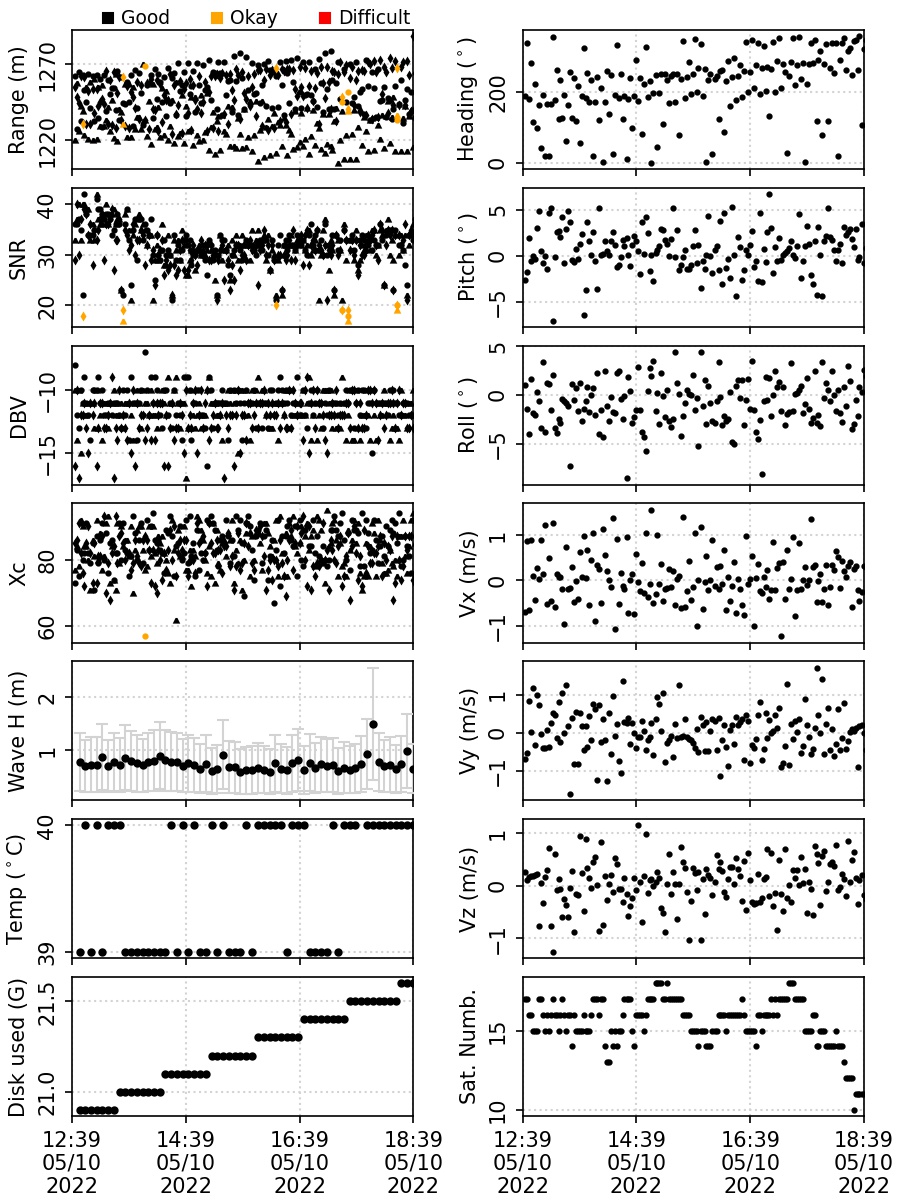 Good Okay Difficult
Range (m)
1270
1220
Heading (°)
200
0
SNR
40
30
20
Pitch (°)
5
0
−5
DBV
−10
−15
Roll (°)
5
0
−5
Xc
80
60
Vx (m/s)
1
0
−1
Wave H (m)
2
1
Vy (m/s)
1
0
−1
Temp (°C)
40
39
Vz (m/s)
1
0
−1
Disk used (G)
21.5
21.0
Sat. Numb.
15
10
12:39 14:39 16:39 18:39 12:39 14:39 16:39 18:39
05/10 05/10 05/10 05/10 05/10 05/10 05/10 05/10
2022 2022 2022 2022 2022 2022 2022 2022